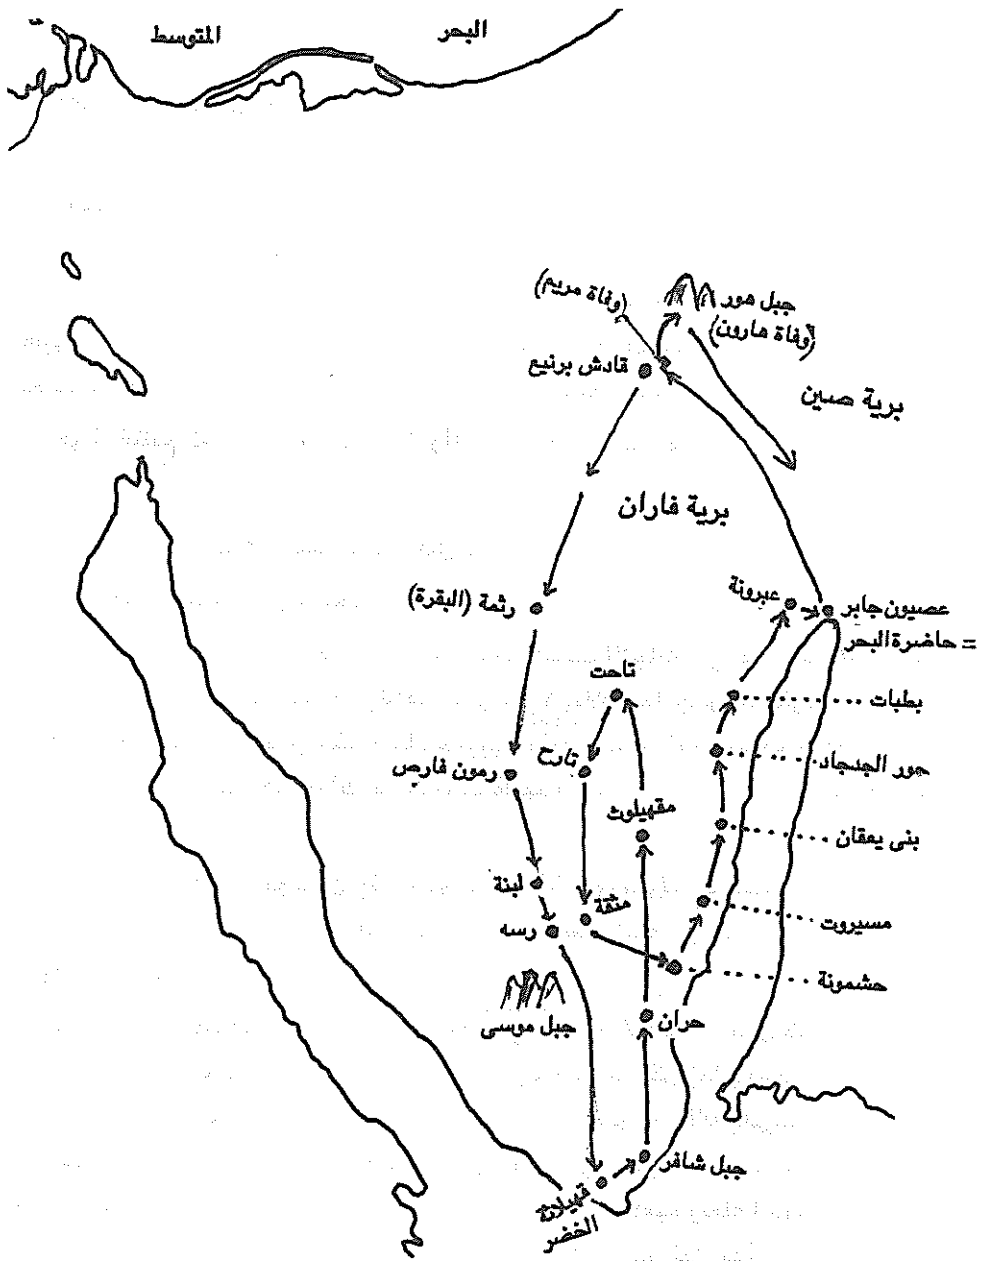 البحر
المتوسط
(وفاة مريم)
جبل هور
(وفاة هارون)
قادش برنيع
برية صين
برية فاران
رثمة (البقرة)
عبرونة
عصيون جابر
= حاضرة البحر
تاحت
بطبات
تارح
رمون فارص
حور الجدجاد
مقهيلوث
بنى يعقان
لبنة
مثقة
رسه
مسيروت
حشمونة
جبل موسى
حران
جبل شافر
قهيلاثة
الخضر